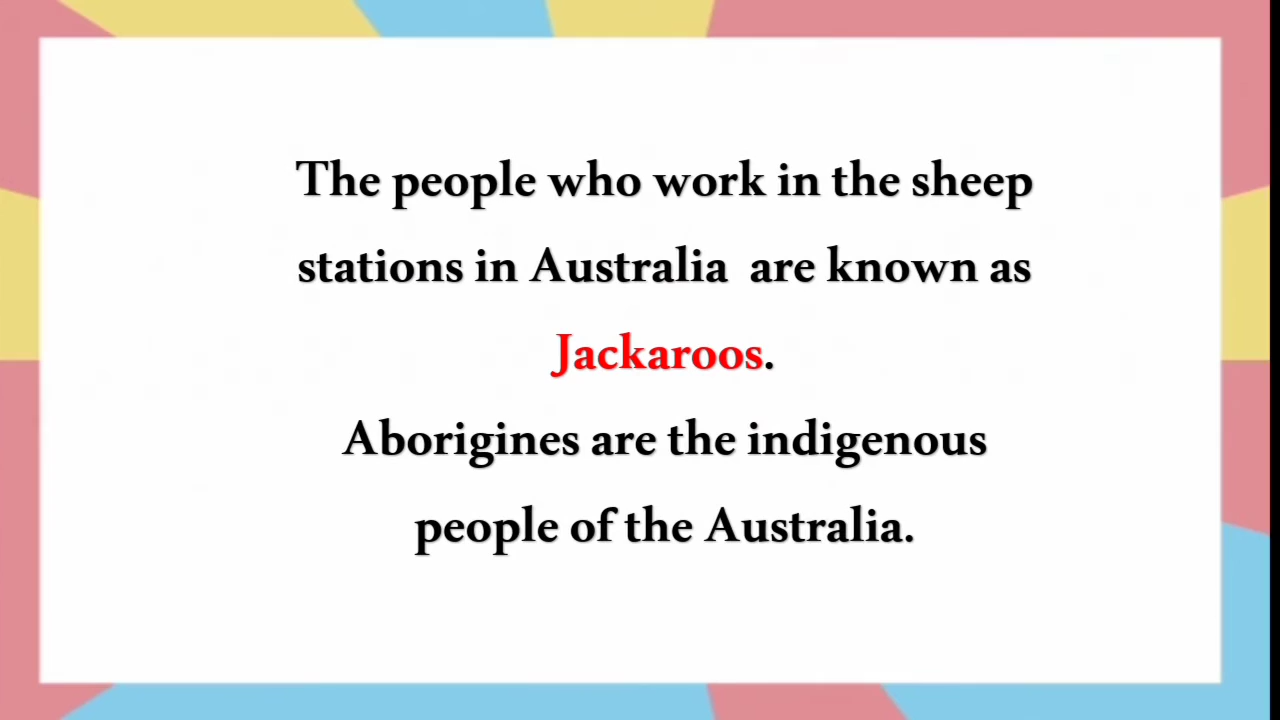 The people who work in the sheep
stations in Australia  are known as
Jackaroos.
Aborigines are the indigenous
people of the Australia.